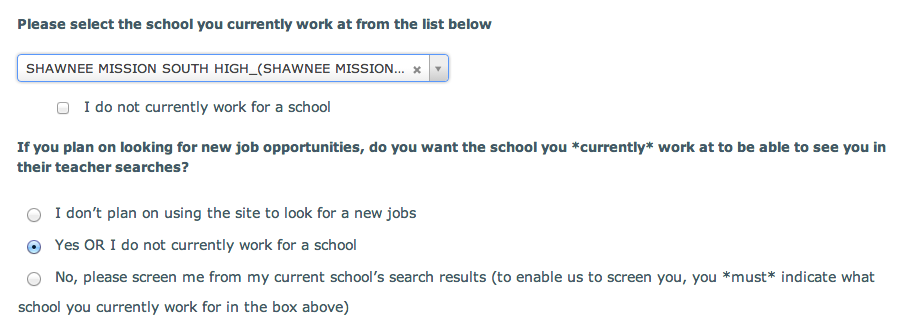 Please select the school you currently work at from the list below
SHAWNEE MISSION SOUTH HIGH_(SHAWNEE MISSION...
I do not currently work for a school
If you plan on looking for new job opportunities, do you want the school you *currently* work at to be able to see you in
their teacher searches?
I don't plan on using the site to look for a new jobs
Yes OR I do not currently work for a school
No, please screen me from my current school's search results (to enable us to screen you, you *must* indicate what
school you currently work for in the box above)